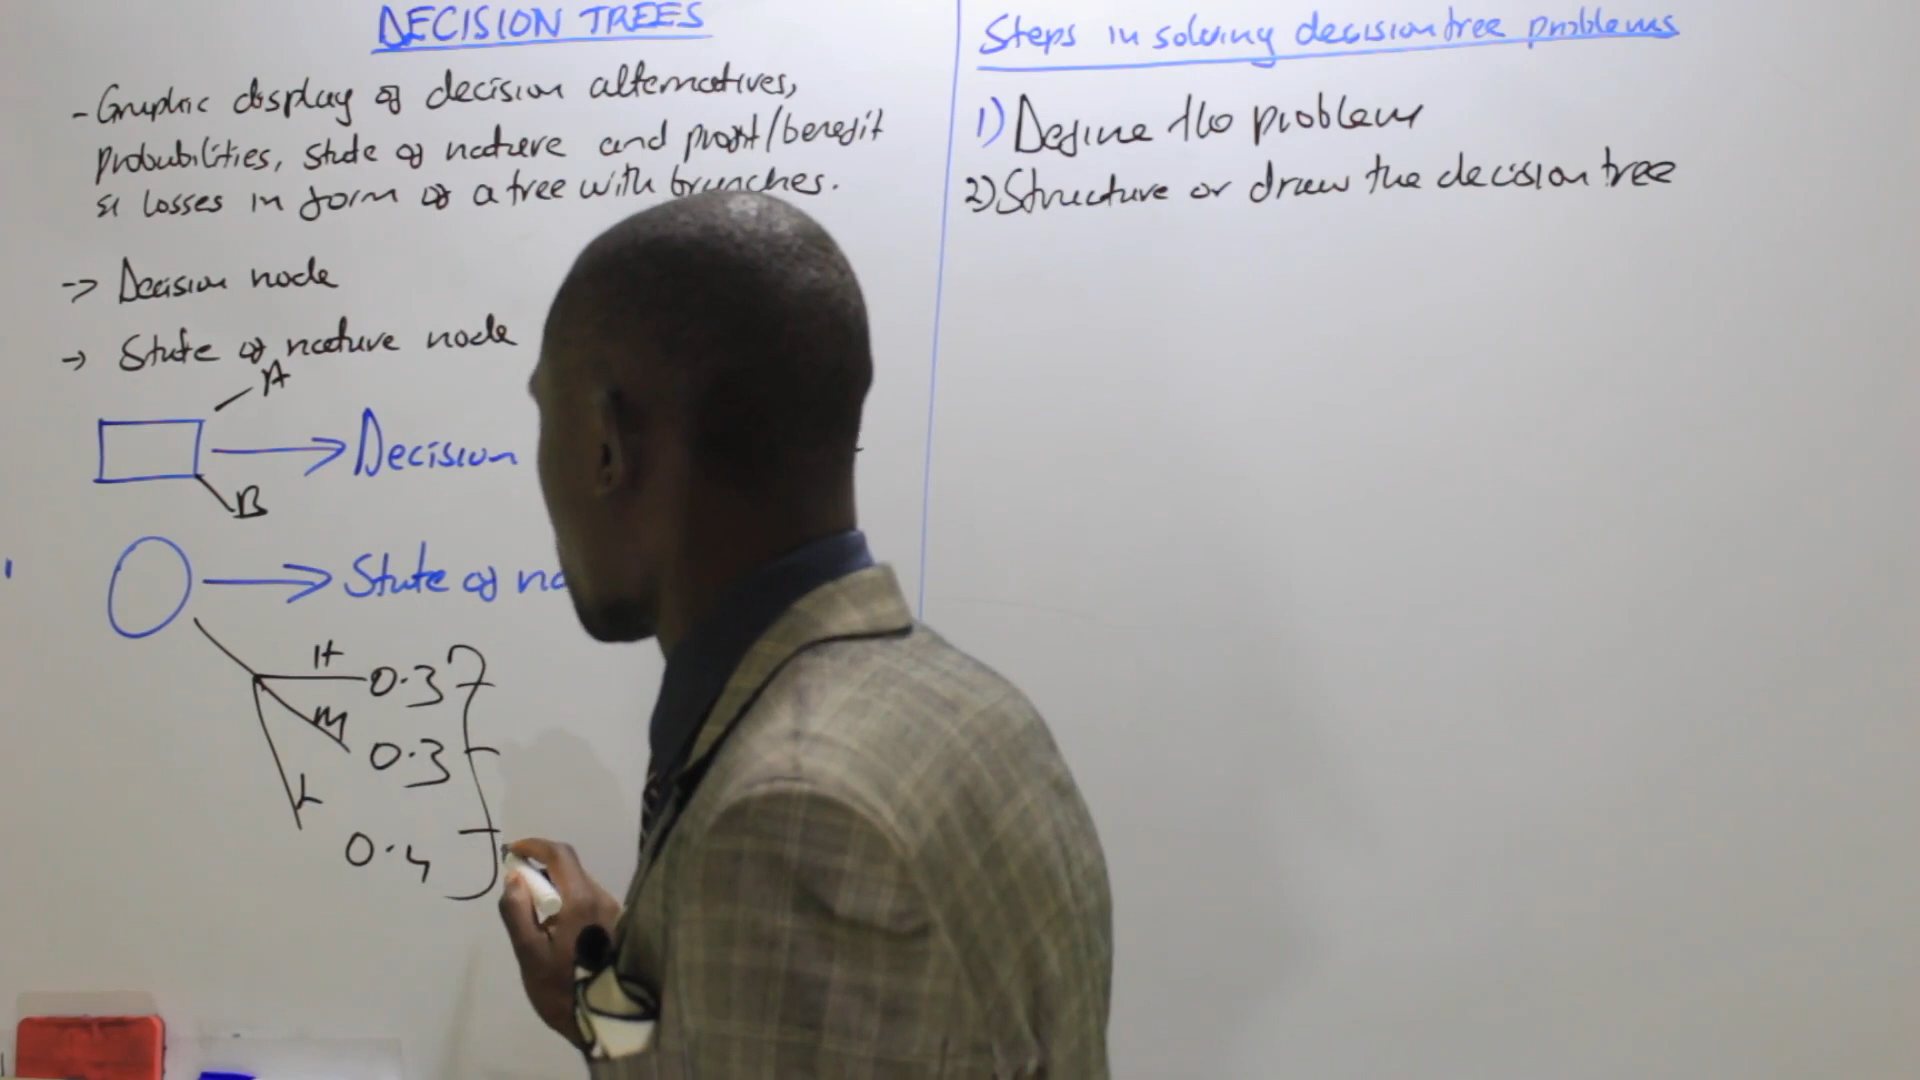 DECISION TREES
- Graphic display of decision alternatives,
probabilities, state of nature and profit/benefit
& losses in form of a tree with branches.
-> Decision node
-> State of nature node
A
Decision
B
State of na
H 0.3
M 0.3
L 0.4
Steps in solving decision tree problems
1) Define the problem
2) Structure or draw the decision tree